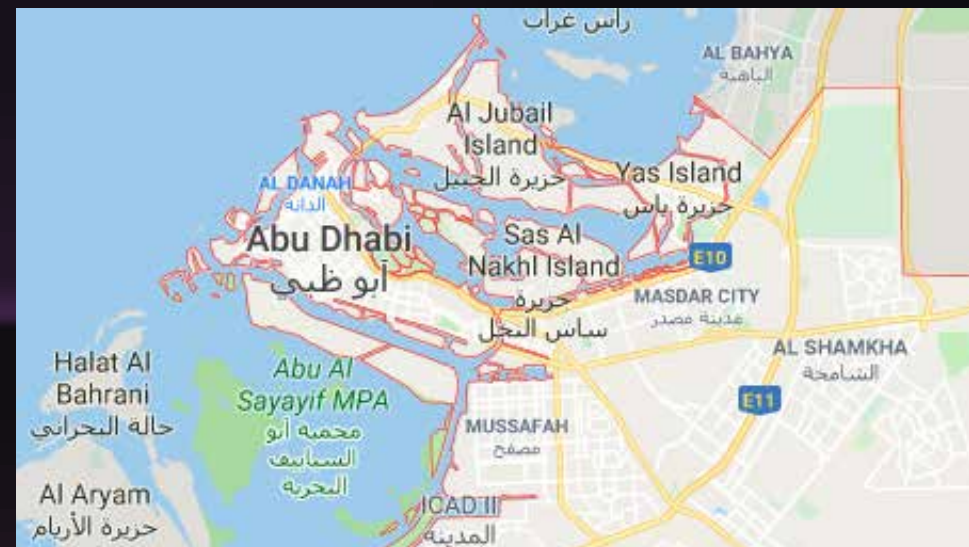 راس غراب
AL BAHYA
الباهية
Al Jubail
Island
جزيرة الجبيل
Yas Island
جزيرة ياس
AL DANAH
الدانة
Abu Dhabi
أبو ظبي
Sas Al
Nakhl Island
جزيرة
ساس النخل
E10
MASDAR CITY
مدينة مصدر
AL SHAMKHA
الشامخة
E11
Halat Al
Bahrani
حالة البحراني
Abu Al
Sayayif MPA
محمية أبو
السياييف
البحرية
MUSSAFAH
مصفح
Al Aryam
جزيرة الأريام
ICAD II
المدينة